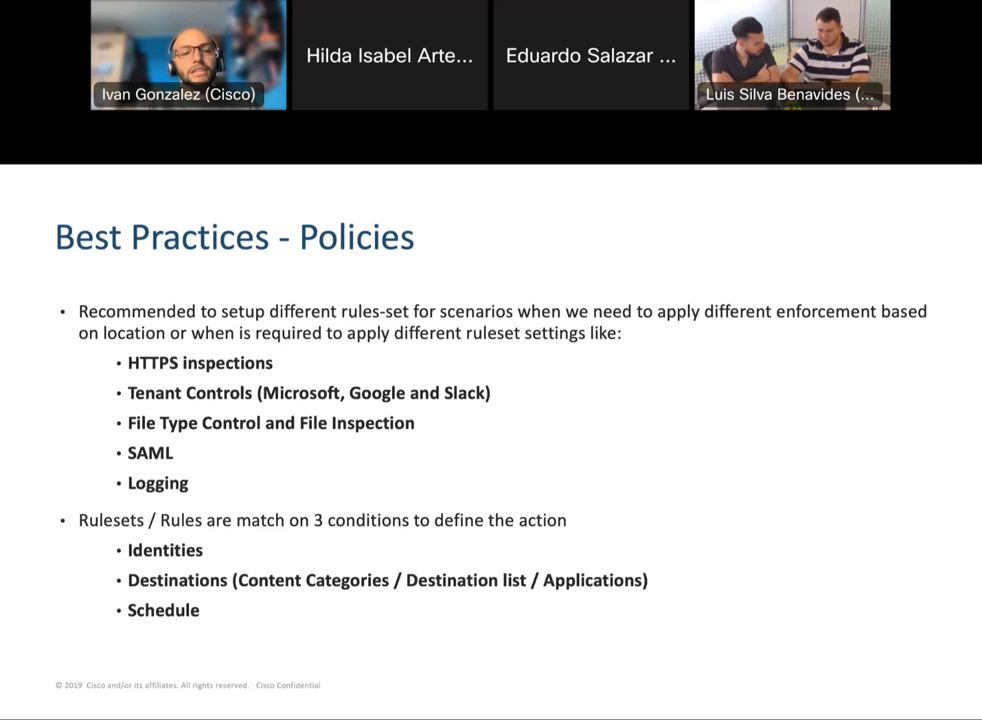 Ivan Gonzalez (Cisco)
Hilda Isabel Arte...
Eduardo Salazar ...
Luis Silva Benavides (...
Best Practices - Policies
• Recommended to setup different rules-set for scenarios when we need to apply different enforcement based
on location or when is required to apply different ruleset settings like:
• HTTPS inspections
• Tenant Controls (Microsoft, Google and Slack)
• File Type Control and File Inspection
• SAML
• Logging
• Rulesets / Rules are match on 3 conditions to define the action
• Identities
• Destinations (Content Categories / Destination list / Applications)
• Schedule
© 2019 Cisco and/or its affiliates. All rights reserved. Cisco Confidential